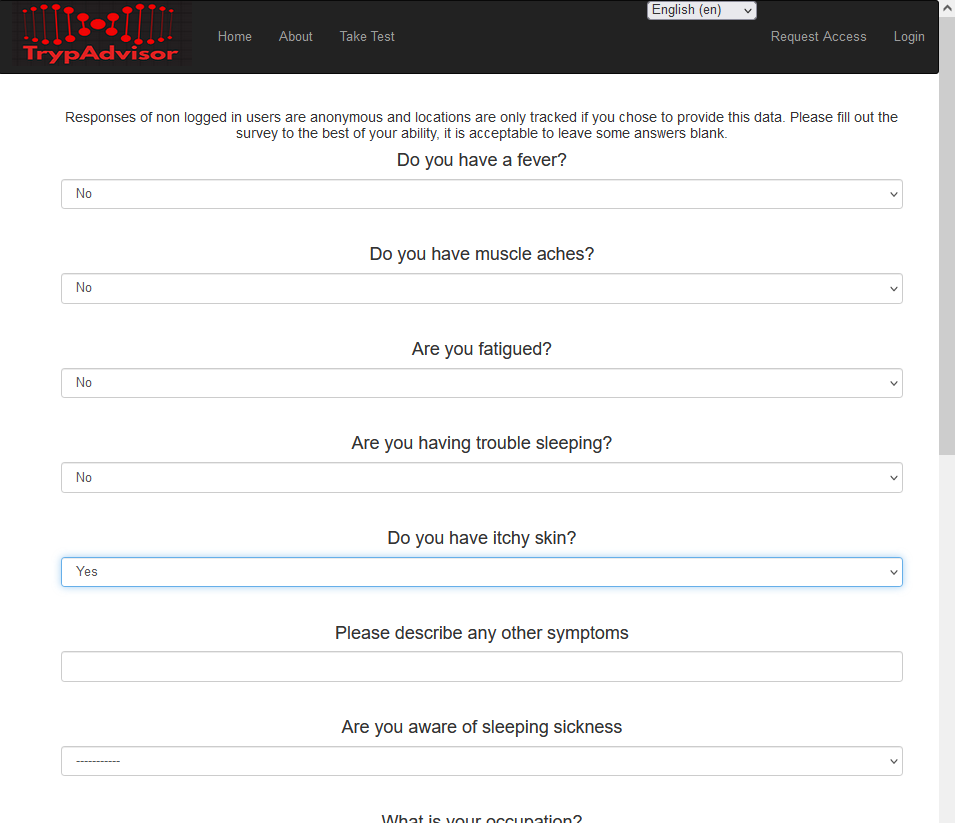 English (en)
TrypAdvisor
Home About Take Test Request Access Login
Responses of non logged in users are anonymous and locations are only tracked if you chose to provide this data. Please fill out the
survey to the best of your ability, it is acceptable to leave some answers blank.
Do you have a fever?
No
Do you have muscle aches?
No
Are you fatigued?
No
Are you having trouble sleeping?
No
Do you have itchy skin?
Yes
Please describe any other symptoms
Are you aware of sleeping sickness
-----------
What is your occupation?